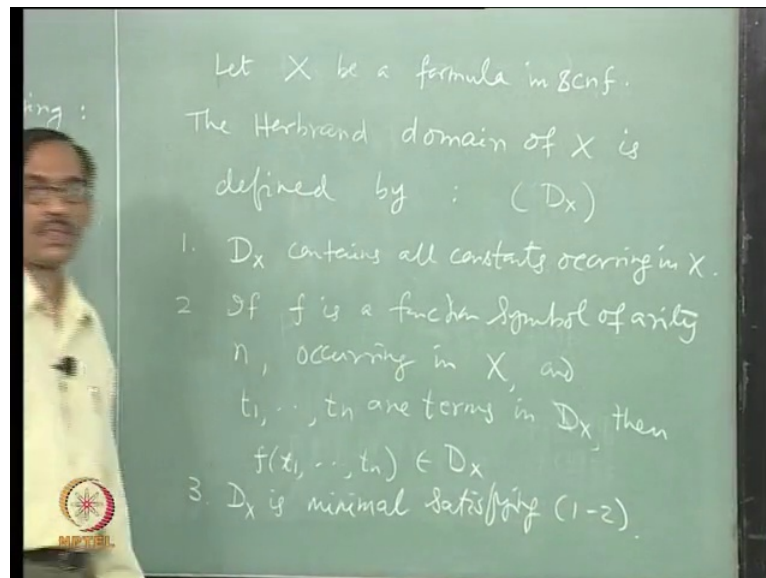 ing :
Let X be a formula in scnf.
The Herbrand domain of X is
defined by : (Dx)
1. Dx contains all constants occurring in X.
2 If f is a function symbol of arity
n, occurring in X, and
t1, ..., tn are terms in Dx, then
f(t1, ..., tn) ∈ Dx
3. Dx is minimal satisfying (1-2).
NPTEL